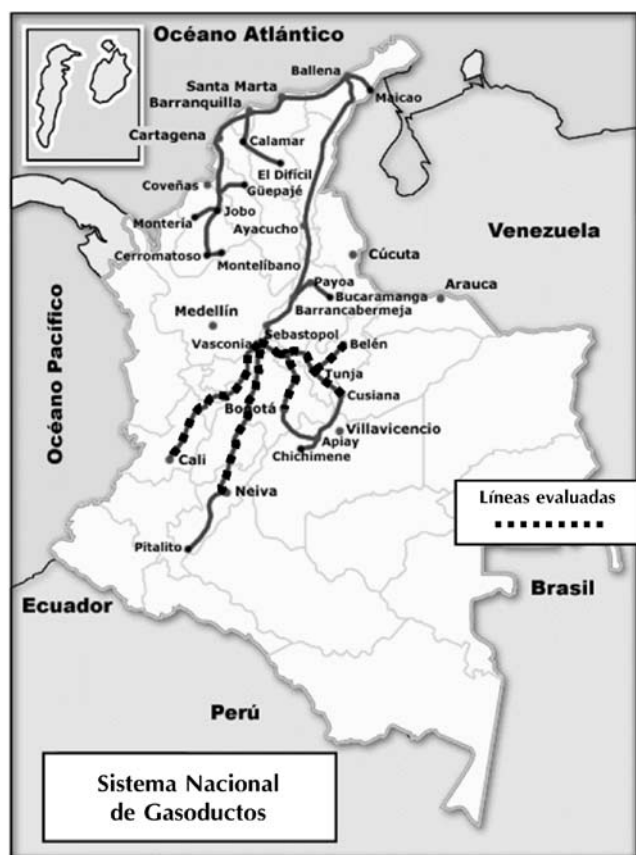 Océano Atlántico
Ballena
Santa Marta
Maicao
Barranquilla
Cartagena
Calamar
El Difícil
Coveñas
Güepajé
Montería
Jobo
Ayacucho
Venezuela
Cerromatoso
Montelíbano
Cúcuta
Payoa
Arauca
Bucaramanga
Medellín
Barrancabermeja
Océano Pacífico
Sebastopol
Vasconia
Belén
Tunja
Cusiana
Bogotá
Villavicencio
Apiay
Chichimene
Cali
Líneas evaluadas
Neiva
Pitalito
Ecuador
Brasil
Perú
Sistema Nacional
de Gasoductos